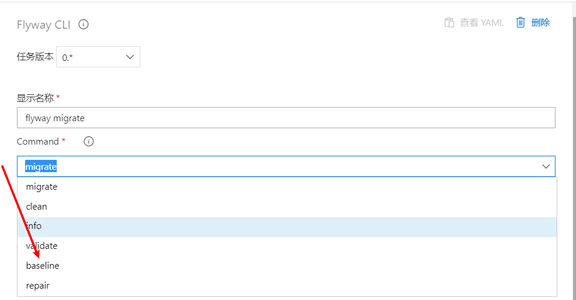 Flyway CLI
查看 YAML
删除
任务版本 0.*
显示名称 *
flyway migrate
Command *
migrate
migrate
clean
info
validate
baseline
repair